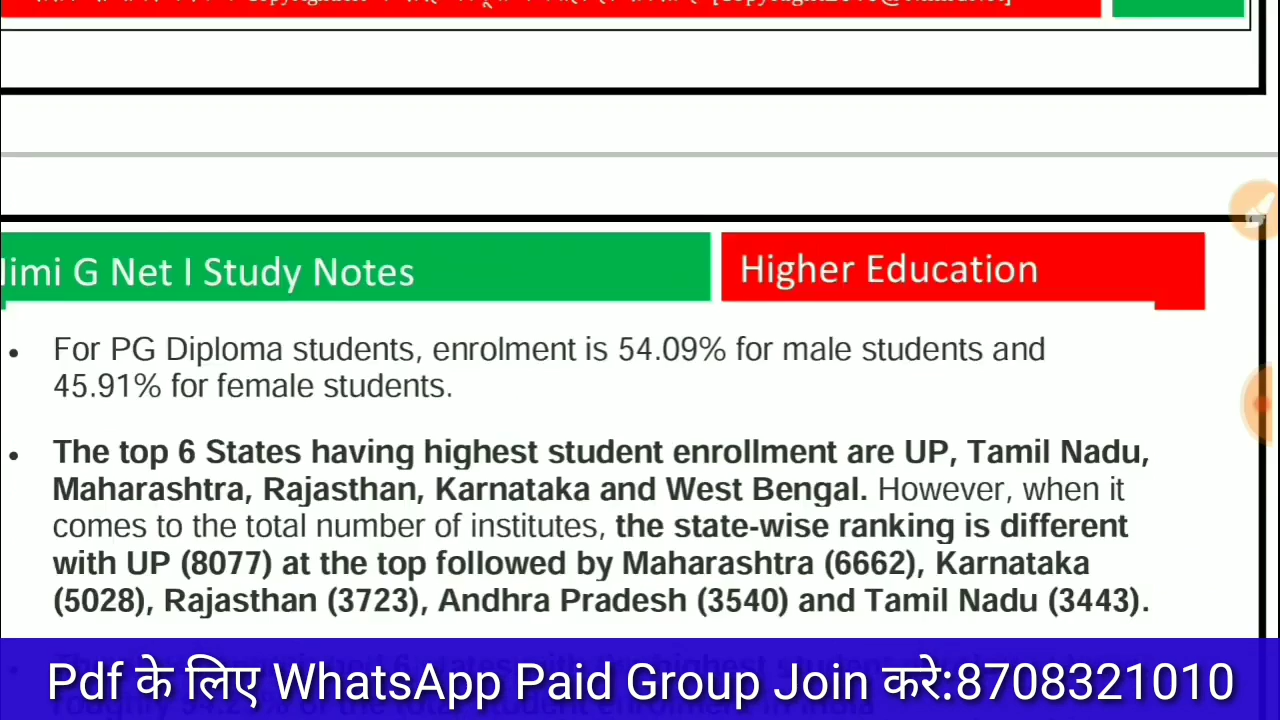 imi G Net I Study Notes
Higher Education
• For PG Diploma students, enrolment is 54.09% for male students and
45.91% for female students.
• The top 6 States having highest student enrollment are UP, Tamil Nadu,
Maharashtra, Rajasthan, Karnataka and West Bengal. However, when it
comes to the total number of institutes, the state-wise ranking is different
with UP (8077) at the top followed by Maharashtra (6662), Karnataka
(5028), Rajasthan (3723), Andhra Pradesh (3540) and Tamil Nadu (3443).
Pdf के लिए WhatsApp Paid Group Join करे:8708321010